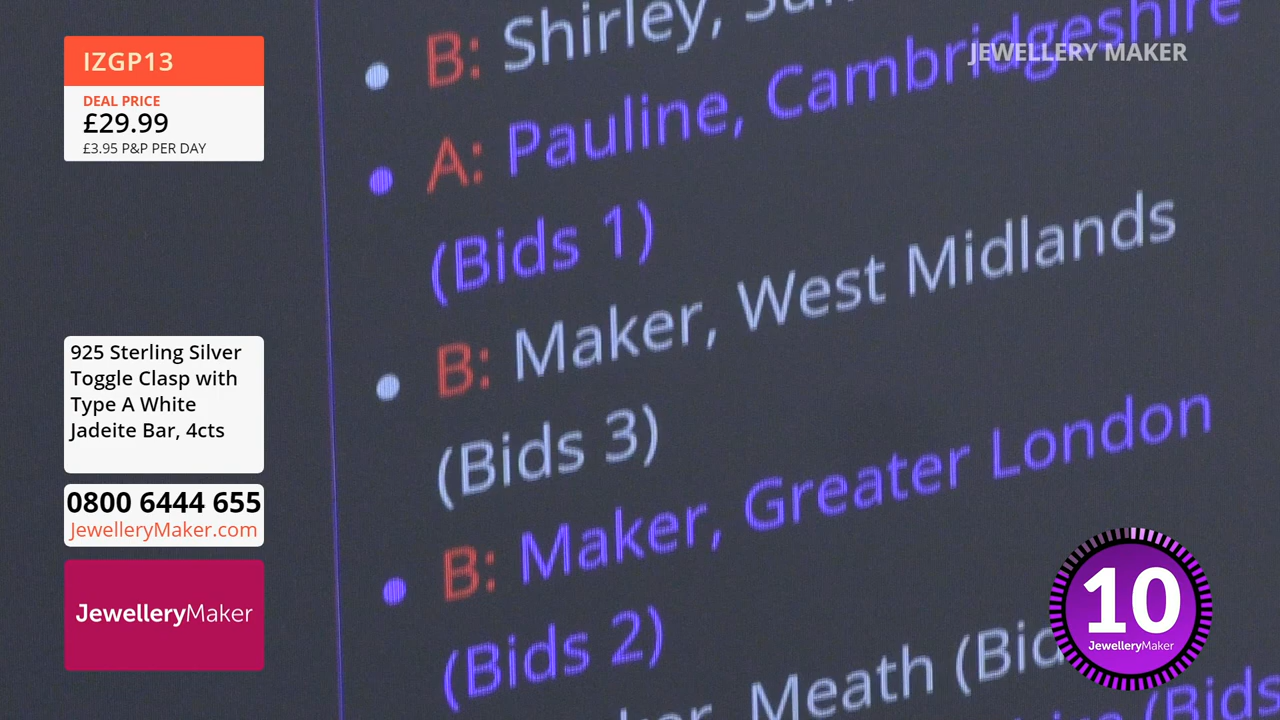 IZGP13
DEAL PRICE
£29.99
£3.95 P&P PER DAY
925 Sterling Silver
Toggle Clasp with
Type A White
Jadeite Bar, 4cts
0800 6444 655
JewelleryMaker.com
JewelleryMaker
JEWELLERY MAKER
B: Shirley,
A: Pauline, Cambridgeshire
(Bids 1)
B: Maker, West Midlands
(Bids 3)
B: Maker, Greater London
(Bids 2)
Meath
(Bids
10
JewelleryMaker